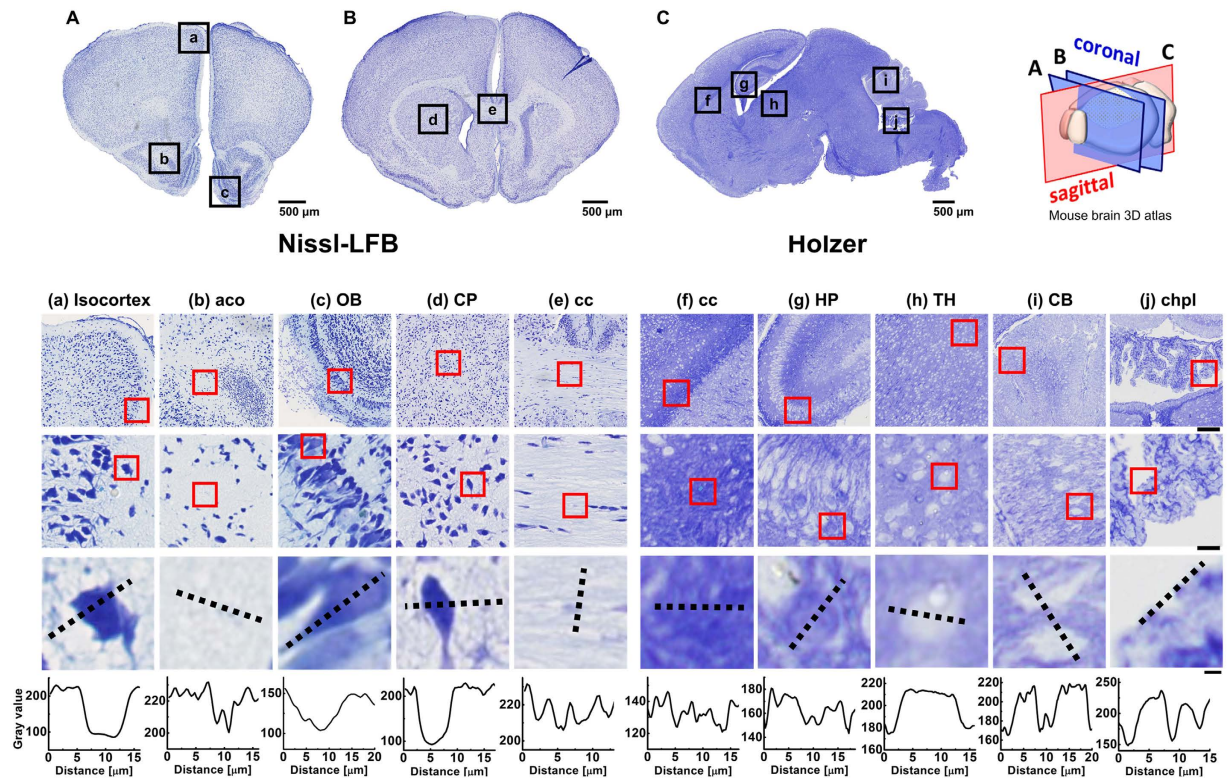 A
B
C
a
b
c
d
e
f
g
h
i
j
500 µm
500 µm
500 µm
A
B
coronal
C
sagittal
Mouse brain 3D atlas
Nissl-LFB
Holzer
(a) Isocortex
(b) aco
(c) OB
(d) CP
(e) cc
(f) cc
(g) HP
(h) TH
(i) CB
(j) chpl
Gray value
200
100
0 5 10 15
Distance [µm]
220
200
0 5 10 15
Distance [µm]
150
100
0 5 10 15 20
Distance [µm]
200
100
0 5 10 15
Distance [µm]
220
200
0 5 10
Distance [µm]
140
120
0 5 10 15
Distance [µm]
180
160
140
0 5 10 15
Distance [µm]
220
200
180
160
0 5 10 15
Distance [µm]
220
200
180
160
0 5 10 15 20
Distance [µm]
250
200
150
0 5 10 15
Distance [µm]